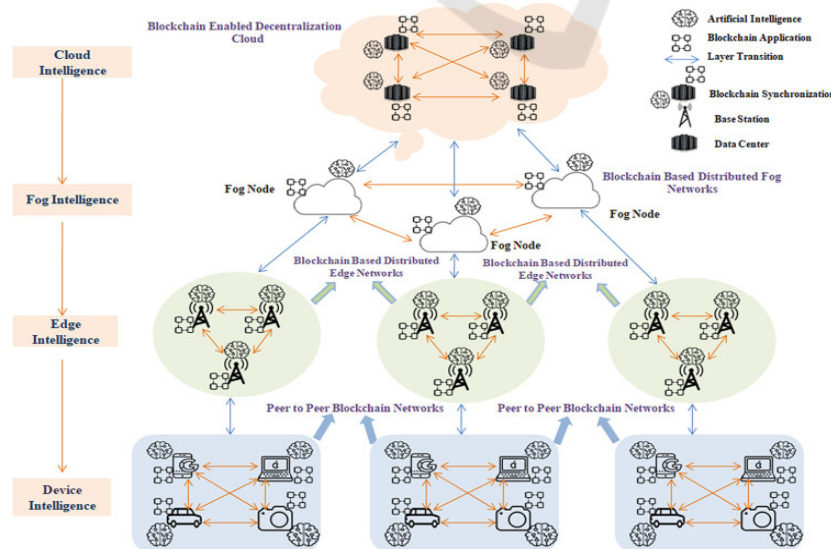 Blockchain Enabled Decentralization
Cloud
Artificial Intelligence
Blockchain Application
Layer Transition
Blockchain Synchronization
Base Station
Data Center
Cloud
Intelligence
Fog Intelligence
Edge
Intelligence
Device
Intelligence
Fog Node
Blockchain Based Distributed Fog
Networks
Fog Node
Fog Node
Blockchain Based Distributed
Edge Networks
Blockchain Based Distributed
Edge Networks
Peer to Peer Blockchain Networks
Peer to Peer Blockchain Networks